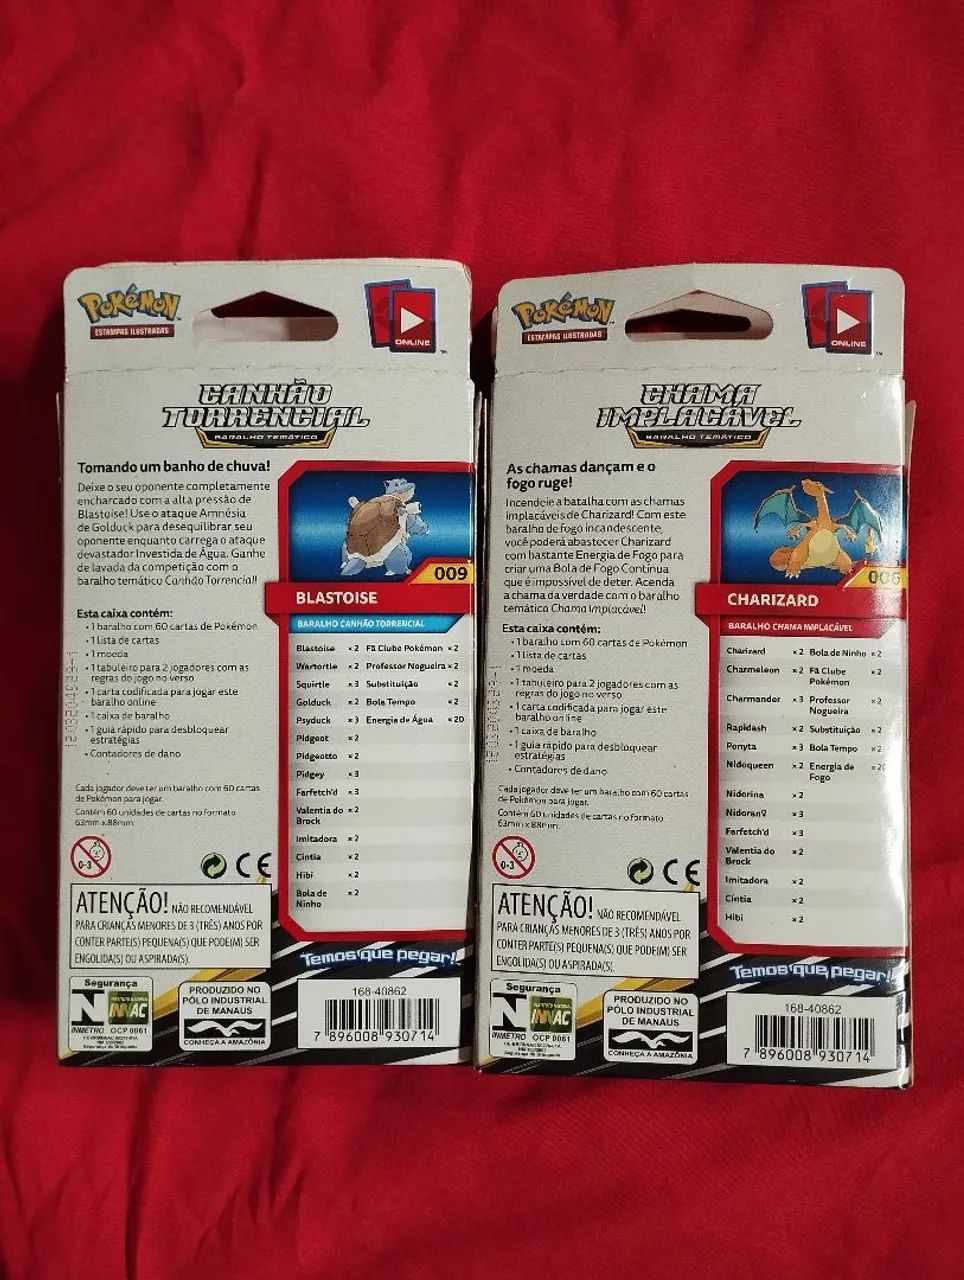 Pokémon
ESTAMPAS ILUSTRADAS
ONLINE
CANHÃO
TORRENCIAL
BARALHO TEMÁTICO
Tomando um banho de chuva!
Deixe o seu oponente completamente
encharcado com a alta pressão de
Blastoise! Use o ataque Amnésia
de Golduck para desequilibrar seu
oponente enquanto carrega o ataque
devastador Investida de Água. Ganhe
de lavada da competição com o
baralho temático Canhão Torrencial!
Esta caixa contém:
• 1 baralho com 60 cartas de Pokémon
• 1 lista de cartas
• 1 moeda
• 1 tabuleiro para 2 jogadores com as
regras do jogo no verso
• 1 carta codificada para jogar este
baralho online
• 1 caixa de baralho
• 1 guia rápido para desbloquear
estratégias
• Contadores de dano
Cada jogador deve ter um baralho com 60 cartas
de Pokémon para jogar.
Contém 60 unidades de cartas no formato
63mm x 88mm.
009
BLASTOISE
BARALHO CANHÃO TORRENCIAL
Blastoise × 2 Fã Clube Pokémon × 2
Wartortle × 2 Professor Nogueira × 2
Squirtle × 3 Substituição × 2
Golduck × 2 Bola Tempo × 2
Psyduck × 3 Energia de Água × 20
Pidgeot × 2
Pidgeotto × 2
Pidgey × 3
Farfetch'd × 3
Valentia do × 2
Brock
Imitadora × 2
Cíntia × 2
Hibi × 2
Bola de × 2
Ninho
0-3
CE
ATENÇÃO! NÃO RECOMENDÁVEL
PARA CRIANÇAS MENORES DE 3 (TRÊS) ANOS POR
CONTER PARTE(S) PEQUENA(S) QUE PODE(M) SER
ENGOLIDA(S) OU ASPIRADA(S).
Temos que pegar!
Segurança
INNAC
INMETRO OCP 0061
PRODUZIDO NO
PÓLO INDUSTRIAL
DE MANAUS
CONHEÇA A AMAZÔNIA
168-40862
7 896008 930714
Pokémon
ESTAMPAS ILUSTRADAS
ONLINE
CHAMA
IMPLACÁVEL
BARALHO TEMÁTICO
As chamas dançam e o
fogo ruge!
Incendeie a batalha com as chamas
implacáveis de Charizard! Com este
baralho de fogo incandescente,
você poderá abastecer Charizard
com bastante Energia de Fogo para
criar uma Bola de Fogo Contínua
que é impossível de deter. Acenda
a chama da verdade com o baralho
temático Chama Implacável!
Esta caixa contém:
• 1 baralho com 60 cartas de Pokémon
• 1 lista de cartas
• 1 moeda
• 1 tabuleiro para 2 jogadores com as
regras do jogo no verso
• 1 carta codificada para jogar este
baralho online
• 1 caixa de baralho
• 1 guia rápido para desbloquear
estratégias
• Contadores de dano
Cada jogador deve ter um baralho com 60 cartas
de Pokémon para jogar.
Contém 60 unidades de cartas no formato
63mm x 88mm.
006
CHARIZARD
BARALHO CHAMA IMPLACÁVEL
Charizard × 2 Bola de Ninho × 2
Charmeleon × 2 Fã Clube × 2
Pokémon
Charmander × 3 Professor × 2
Nogueira
Rapidash × 2 Substituição × 2
Ponyta × 3 Bola Tempo × 2
Nidoqueen × 2 Energia de × 20
Fogo
Nidorina × 2
Nidoran♀ × 3
Farfetch'd × 3
Valentia do × 2
Brock
Imitadora × 2
Cíntia × 2
Hibi × 2
0-3
CE
ATENÇÃO! NÃO RECOMENDÁVEL
PARA CRIANÇAS MENORES DE 3 (TRÊS) ANOS POR
CONTER PARTE(S) PEQUENA(S) QUE PODE(M) SER
ENGOLIDA(S) OU ASPIRADA(S).
Temos que pegar!
Segurança
INNAC
INMETRO OCP 0061
PRODUZIDO NO
PÓLO INDUSTRIAL
DE MANAUS
CONHEÇA A AMAZÔNIA
168-40862
7 896008 930714